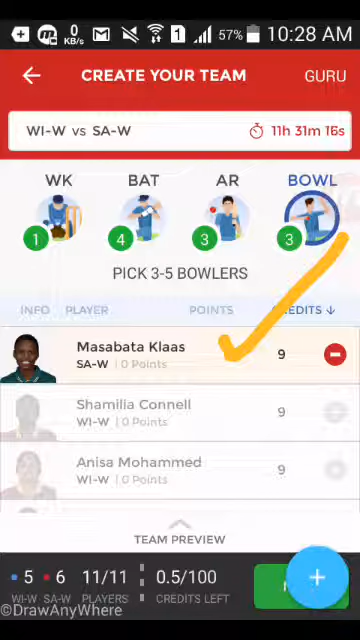 0
KB/s
1
57%
10:28 AM
CREATE YOUR TEAM
GURU
WI-W vs SA-W
11h 31m 16s
WK BAT AR BOWL
1 4 3 3
PICK 3-5 BOWLERS
INFO PLAYER POINTS CREDITS ↓
Masabata Klaas
SA-W | 0 Points
9
Shamilia Connell
WI-W | 0 Points
9
Anisa Mohammed
WI-W | 0 Points
9
TEAM PREVIEW
5 6 11/11 0.5/100
WI-W SA-W PLAYERS CREDITS LEFT
©DrawAnyWhere